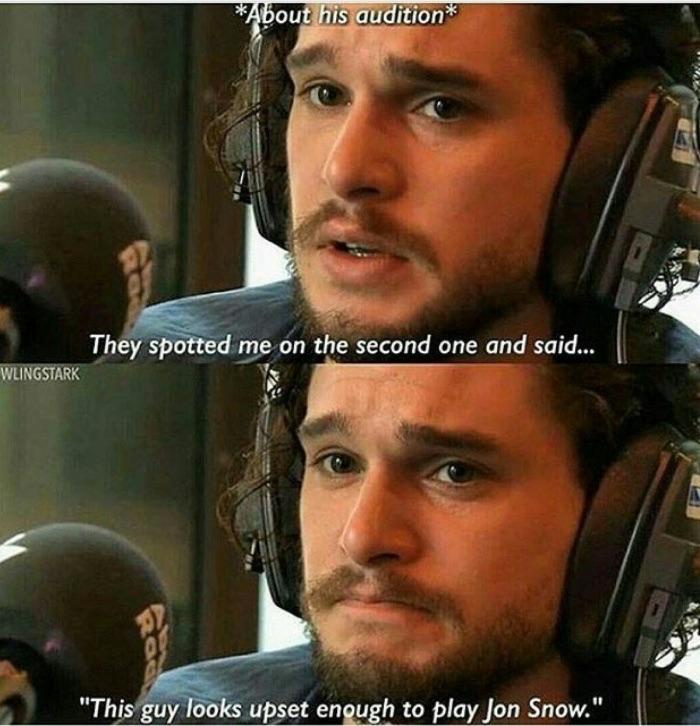 *About his audition*
They spotted me on the second one and said...
WLINGSTARK
"This guy looks upset enough to play Jon Snow."